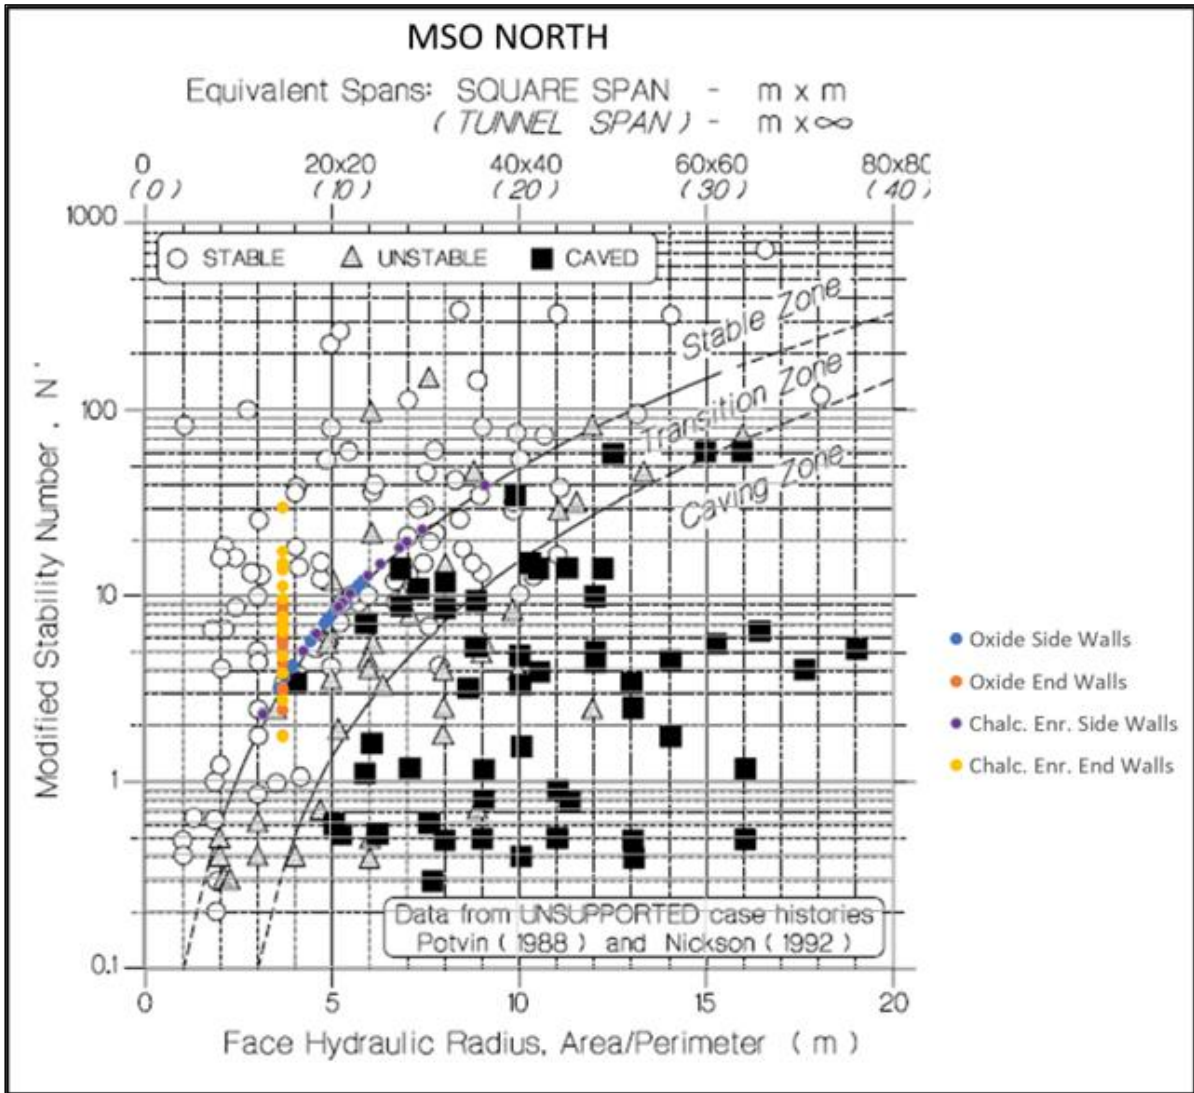 MSO NORTH
Equivalent Spans: SQUARE SPAN - m x m
( TUNNEL SPAN ) - m x∞
0 20x20 40x40 60x60 80x80
( 0 ) ( 10 ) ( 20 ) ( 30 ) ( 40 )
1000
STABLE UNSTABLE CAVED
Stable Zone
Transition Zone
Caving Zone
100
10
1
0.1
Modified Stability Number, N'
Data from UNSUPPORTED case histories
Potvin ( 1988 ) and Nickson ( 1992 )
0 5 10 15 20
Face Hydraulic Radius, Area/Perimeter ( m )
Oxide Side Walls
Oxide End Walls
Chalc. Enr. Side Walls
Chalc. Enr. End Walls